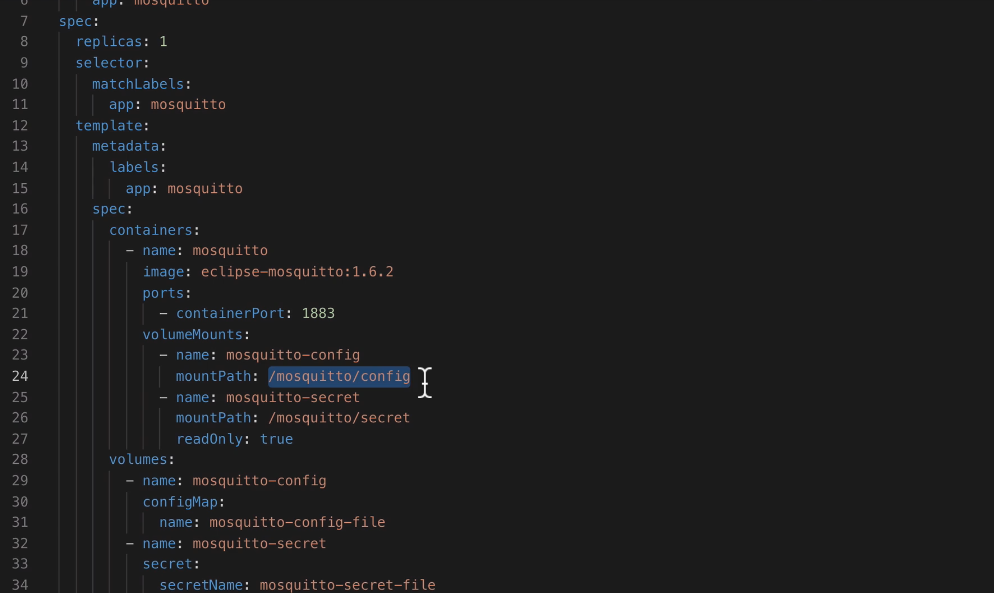 6 app: mosquitto
7 spec:
8 replicas: 1
9 selector:
10 matchLabels:
11 app: mosquitto
12 template:
13 metadata:
14 labels:
15 app: mosquitto
16 spec:
17 containers:
18 - name: mosquitto
19 image: eclipse-mosquitto:1.6.2
20 ports:
21 - containerPort: 1883
22 volumeMounts:
23 - name: mosquitto-config
24 mountPath: /mosquitto/config
25 - name: mosquitto-secret
26 mountPath: /mosquitto/secret
27 readOnly: true
28 volumes:
29 - name: mosquitto-config
30 configMap:
31 name: mosquitto-config-file
32 - name: mosquitto-secret
33 secret:
34 secretName: mosquitto-secret-file